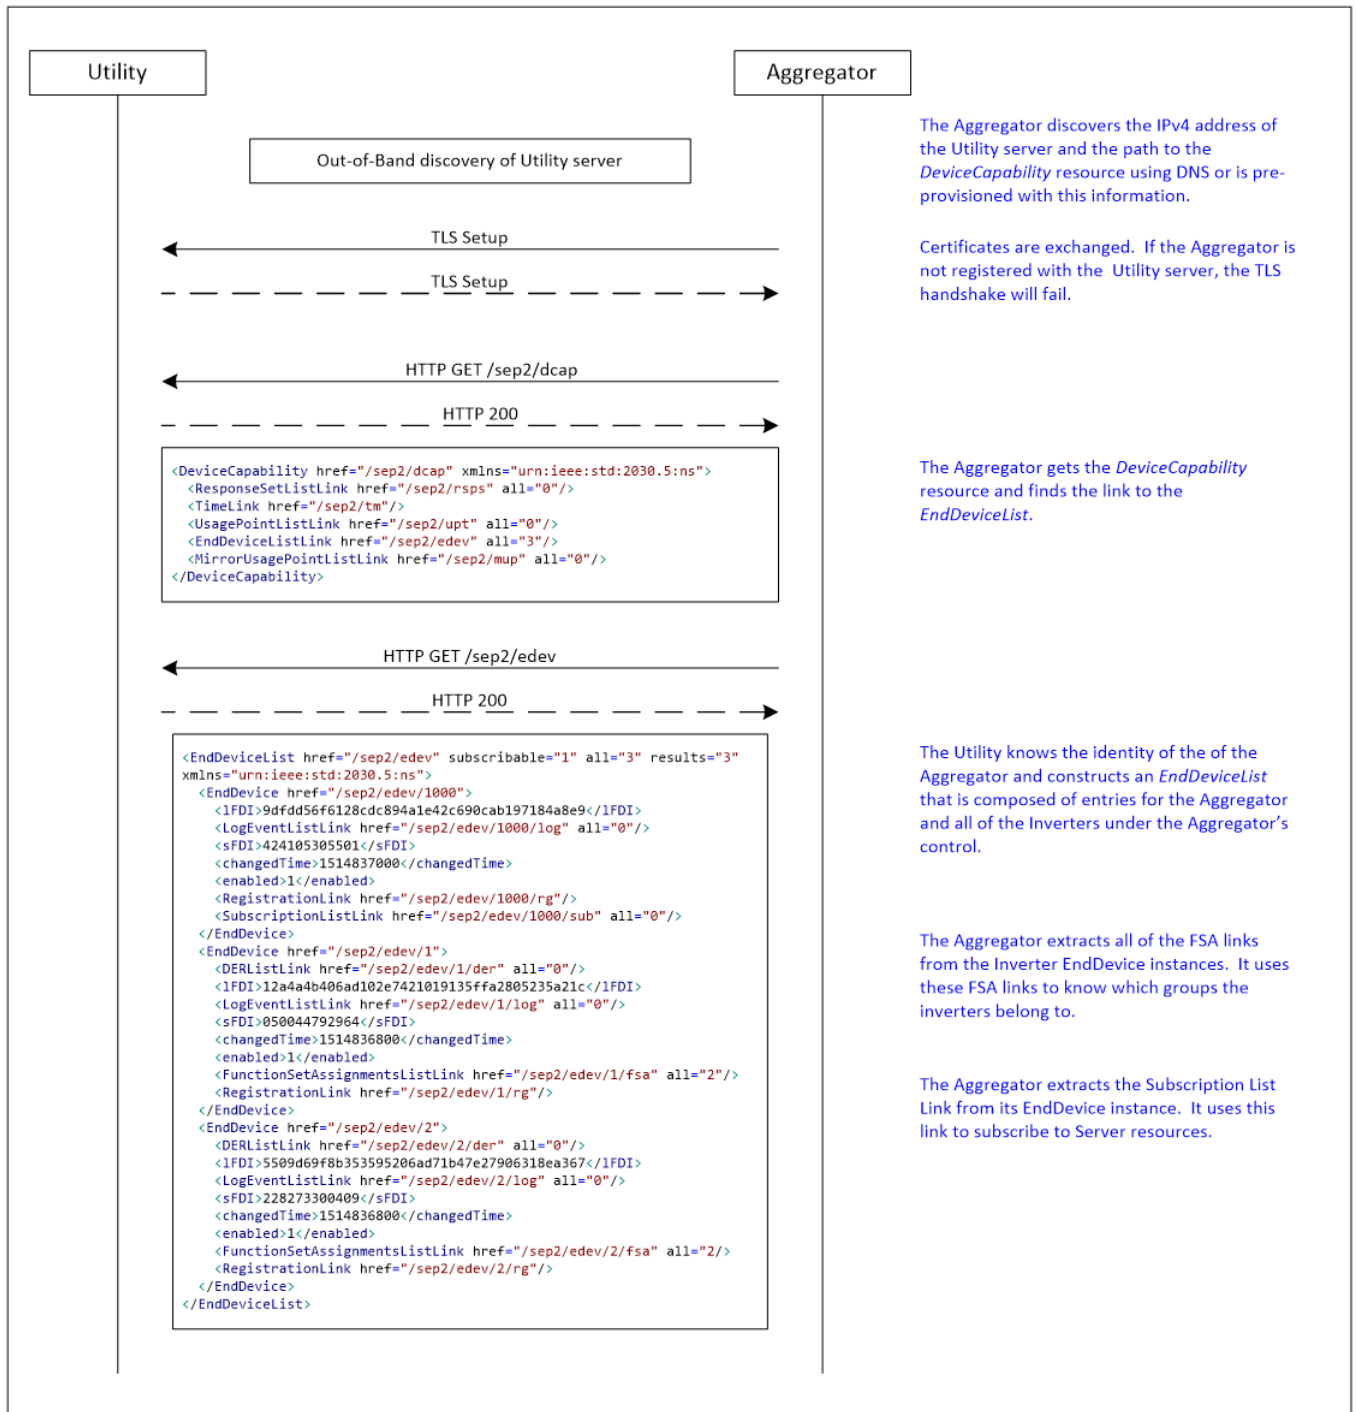 Utility
Aggregator
The Aggregator discovers the IPv4 address of
the Utility server and the path to the
DeviceCapability resource using DNS or is pre-
provisioned with this information.
Out-of-Band discovery of Utility server
TLS Setup
TLS Setup
Certificates are exchanged.  If the Aggregator is
not registered with the  Utility server, the TLS
handshake will fail.
HTTP GET /sep2/dcap
HTTP 200
<DeviceCapability href="/sep2/dcap" xmlns="urn:ieee:std:2030.5:ns">
  <ResponseSetListLink href="/sep2/rsps" all="0"/>
  <TimeLink href="/sep2/tm"/>
  <UsagePointListLink href="/sep2/upt" all="0"/>
  <EndDeviceListLink href="/sep2/edev" all="3"/>
  <MirrorUsagePointListLink href="/sep2/mup" all="0"/>
</DeviceCapability>
The Aggregator gets the DeviceCapability
resource and finds the link to the
EndDeviceList.
HTTP GET /sep2/edev
HTTP 200
<EndDeviceList href="/sep2/edev" subscribable="1" all="3" results="3"
xmlns="urn:ieee:std:2030.5:ns">
  <EndDevice href="/sep2/edev/1000">
    <lFDI>9dfdd56f6128cdc894a1e42c690cab197184a8e9</lFDI>
    <LogEventListLink href="/sep2/edev/1000/log" all="0"/>
    <sFDI>424105305501</sFDI>
    <changedTime>1514837000</changedTime>
    <enabled>1</enabled>
    <RegistrationLink href="/sep2/edev/1000/rg"/>
    <SubscriptionListLink href="/sep2/edev/1000/sub" all="0"/>
  </EndDevice>
  <EndDevice href="/sep2/edev/1">
    <DERListLink href="/sep2/edev/1/der" all="0"/>
    <lFDI>12a4a4b406ad102e7421019135ffa2805235a21c</lFDI>
    <LogEventListLink href="/sep2/edev/1/log" all="0"/>
    <sFDI>050044792964</sFDI>
    <changedTime>1514836800</changedTime>
    <enabled>1</enabled>
    <FunctionSetAssignmentsListLink href="/sep2/edev/1/fsa" all="2"/>
    <RegistrationLink href="/sep2/edev/1/rg"/>
  </EndDevice>
  <EndDevice href="/sep2/edev/2">
    <DERListLink href="/sep2/edev/2/der" all="0"/>
    <lFDI>5509d69f8b353595206ad71b47e27906318ea367</lFDI>
    <LogEventListLink href="/sep2/edev/2/log" all="0"/>
    <sFDI>228273300409</sFDI>
    <changedTime>1514836800</changedTime>
    <enabled>1</enabled>
    <FunctionSetAssignmentsListLink href="/sep2/edev/2/fsa" all="2/>
    <RegistrationLink href="/sep2/edev/2/rg"/>
  </EndDevice>
</EndDeviceList>
The Utility knows the identity of the of the
Aggregator and constructs an EndDeviceList
that is composed of entries for the Aggregator
and all of the Inverters under the Aggregator's
control.
The Aggregator extracts all of the FSA links
from the Inverter EndDevice instances.  It uses
these FSA links to know which groups the
inverters belong to.
The Aggregator extracts the Subscription List
Link from its EndDevice instance.  It uses this
link to subscribe to Server resources.